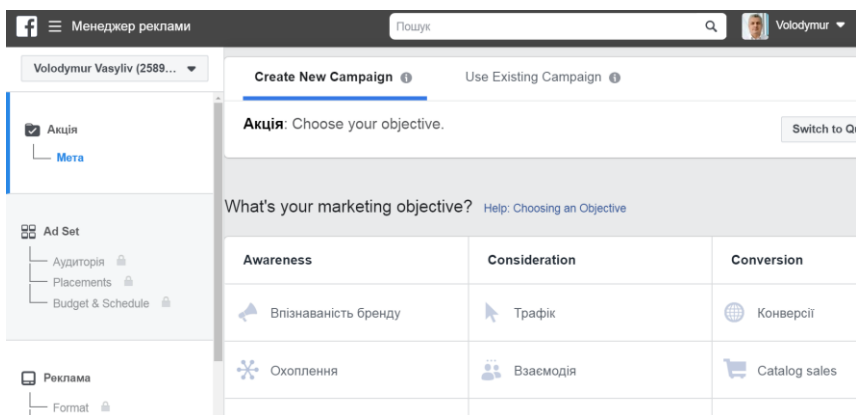 Менеджер реклами
Пошук
Volodymur
Volodymur Vasyliv (2589...
Create New Campaign
Use Existing Campaign
Акція
Мета
Акція: Choose your objective.
Switch to Qu
What's your marketing objective? Help: Choosing an Objective
Ad Set
Аудиторія
Placements
Budget & Schedule
Awareness
Consideration
Conversion
Впізнаваність бренду
Трафік
Конверсії
Охоплення
Взаємодія
Catalog sales
Реклама
Format